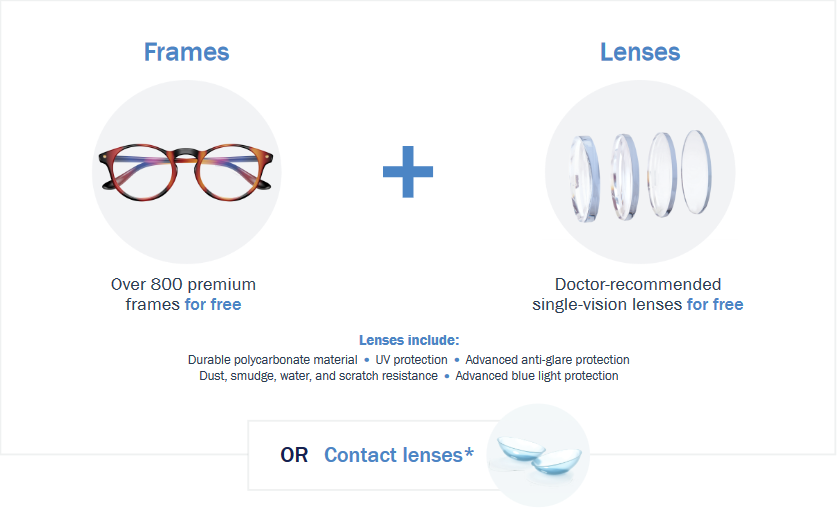 Frames
Lenses
Over 800 premium
frames for free
Doctor-recommended
single-vision lenses for free
Lenses include:
Durable polycarbonate material • UV protection • Advanced anti-glare protection
Dust, smudge, water, and scratch resistance • Advanced blue light protection
OR Contact lenses*